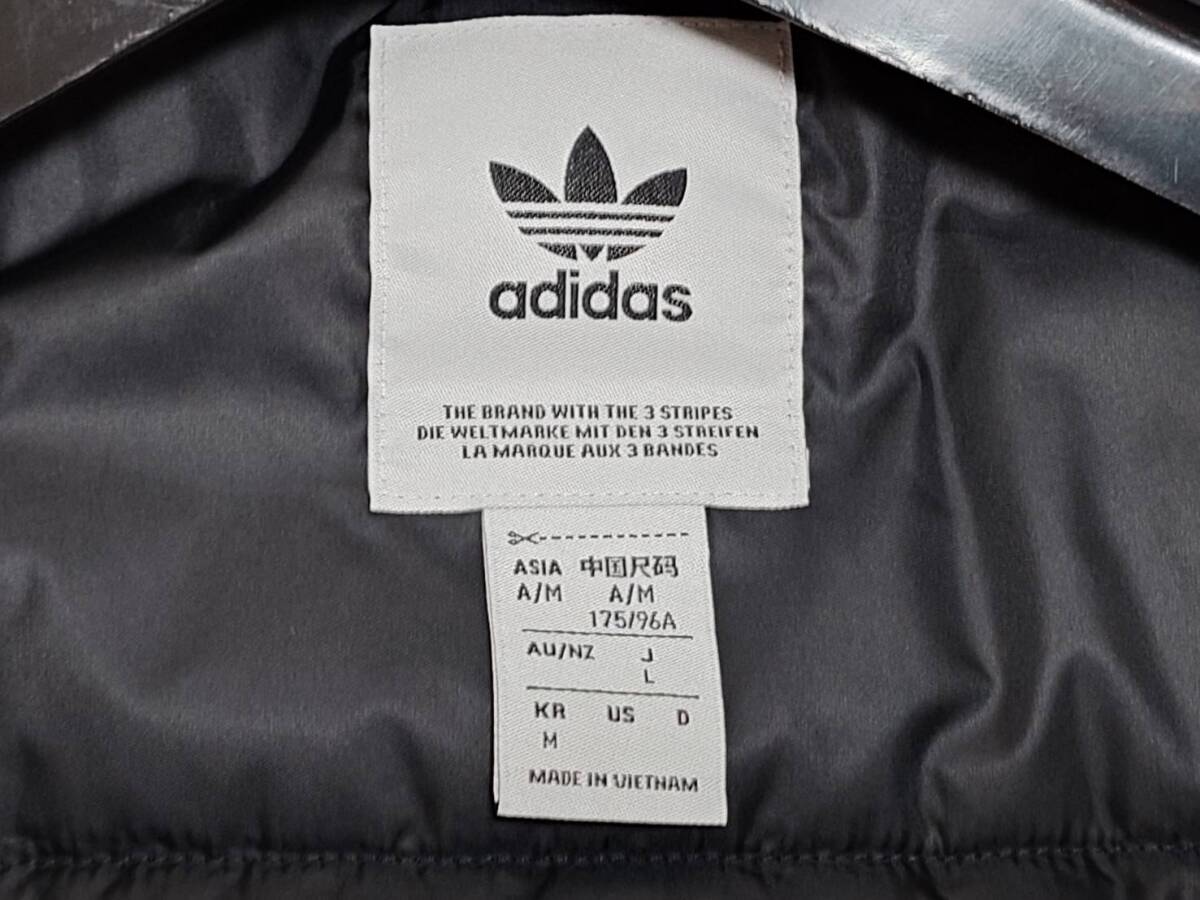 adidas
THE BRAND WITH THE 3 STRIPES
DIE WELTMARKE MIT DEN 3 STREIFEN
LA MARQUE AUX 3 BANDES
ASIA 中国尺码
A/M A/M
175/96A
AU/NZ J
L
KR US D
M
MADE IN VIETNAM